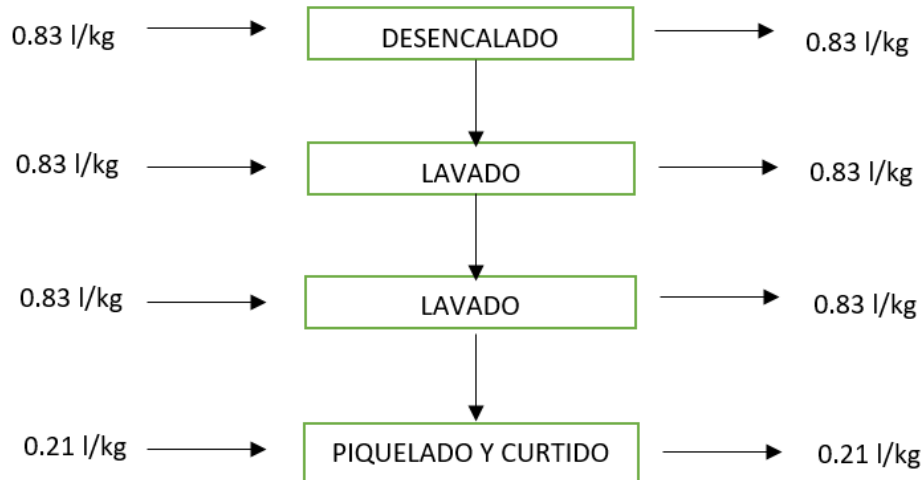 0.83 l/kg DESENCALADO 0.83 l/kg
0.83 l/kg LAVADO 0.83 l/kg
0.83 l/kg LAVADO 0.83 l/kg
0.21 l/kg PIQUELADO Y CURTIDO 0.21 l/kg